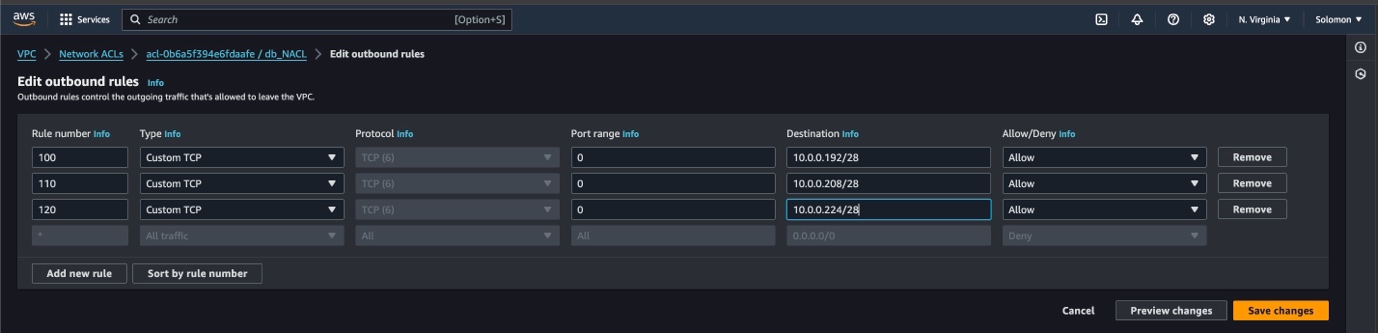 aws Services Search [Option+S] N. Virginia Solomon
VPC > Network ACLs > acl-0b6a5f394e6fdaafe / db_NACL > Edit outbound rules
Edit outbound rules Info
Outbound rules control the outgoing traffic that's allowed to leave the VPC.
Rule number Info Type Info Protocol Info Port range Info Destination Info Allow/Deny Info
100 Custom TCP TCP (6) 0 10.0.0.192/28 Allow Remove
110 Custom TCP TCP (6) 0 10.0.0.208/28 Allow Remove
120 Custom TCP TCP (6) 0 10.0.0.224/28 Allow Remove
* All traffic All All 0.0.0.0/0 Deny
Add new rule Sort by rule number
Cancel Preview changes Save changes